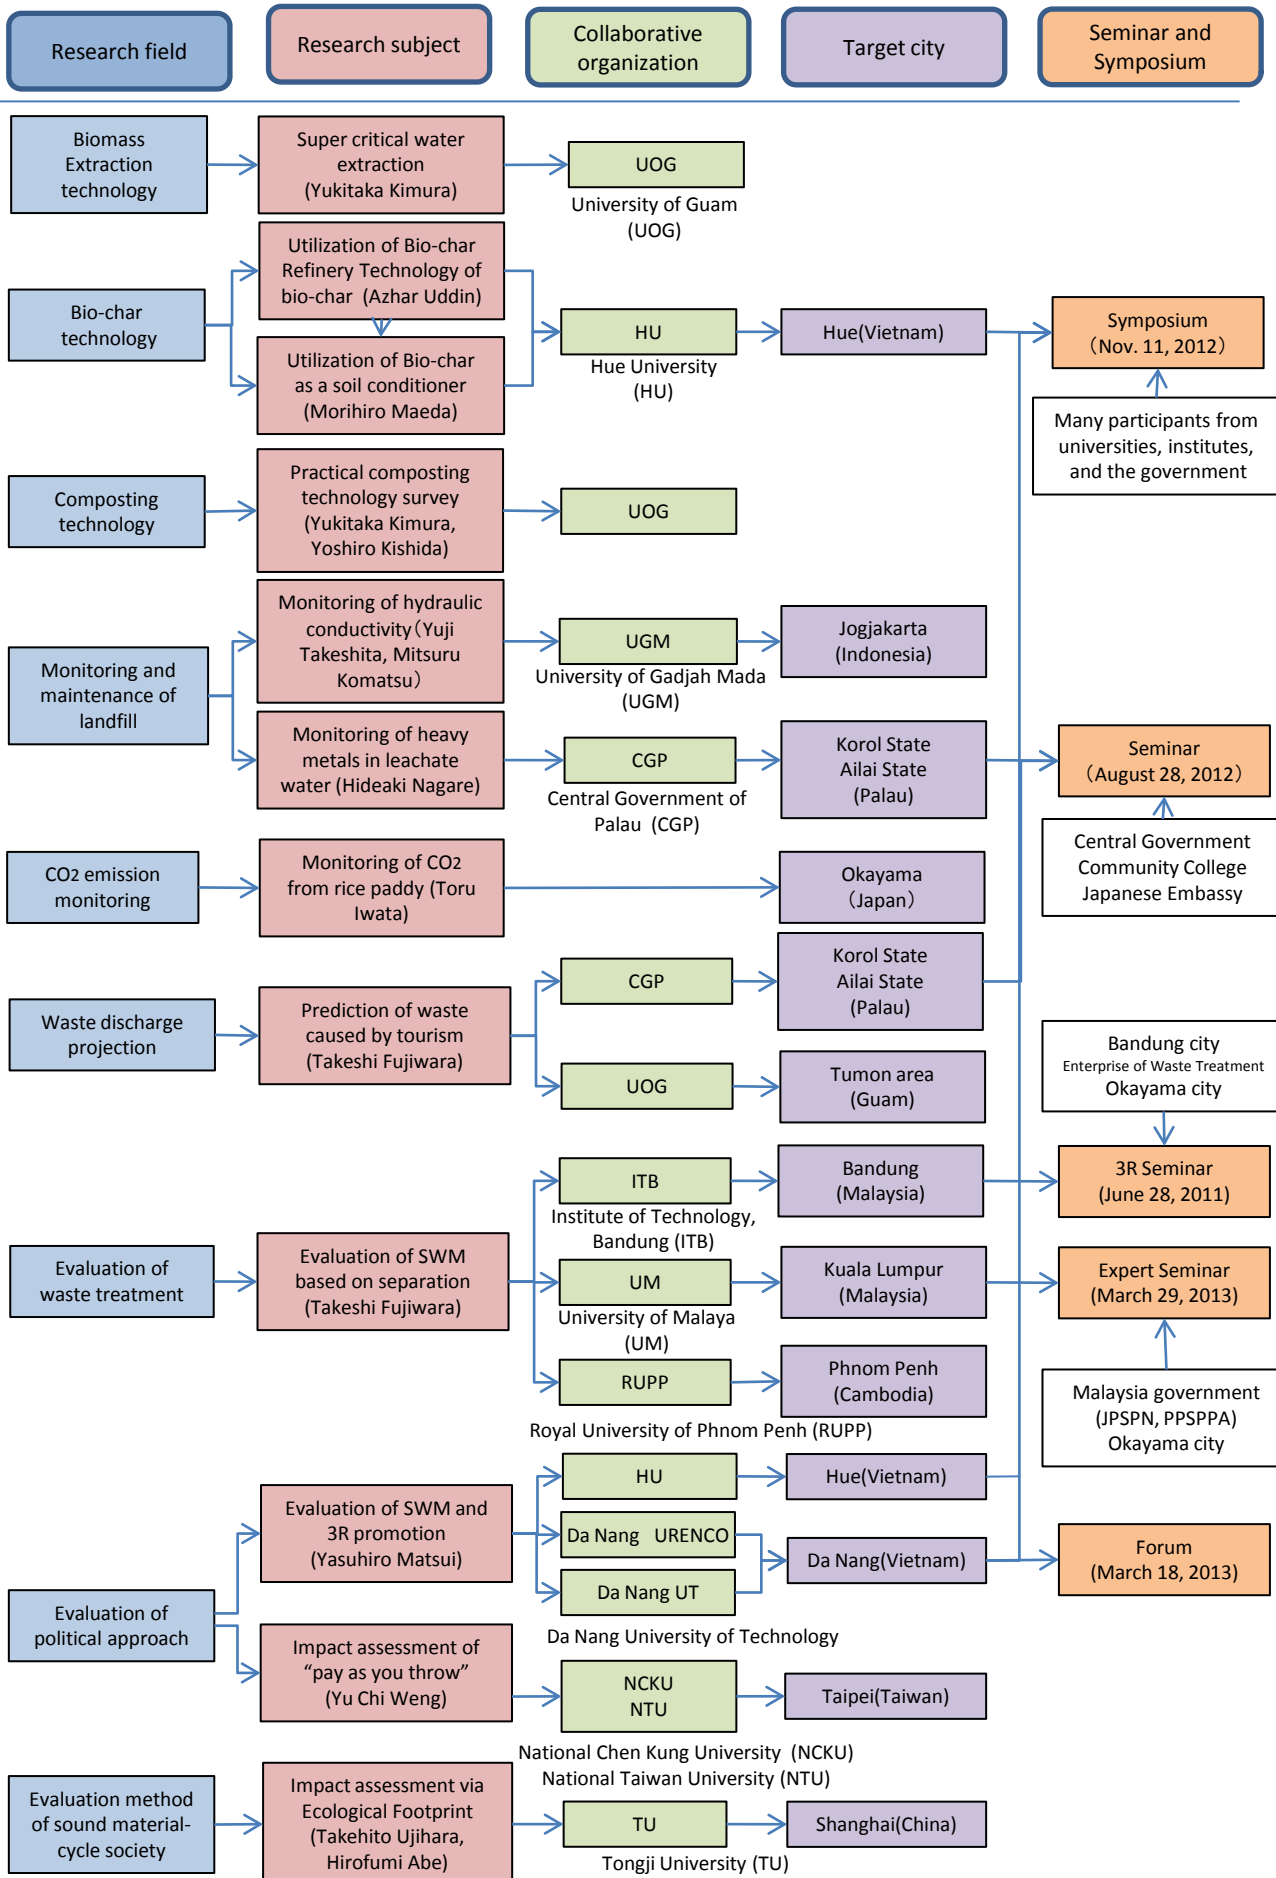 Research field
Research subject
Collaborative
organization
Target city
Seminar and
Symposium
Biomass
Extraction
technology
Super critical water
extraction
(Yukitaka Kimura)
UOG
University of Guam
(UOG)
Bio-char
technology
Utilization of Bio-char
Refinery Technology of
bio-char (Azhar Uddin)
Utilization of Bio-char
as a soil conditioner
(Morihiro Maeda)
HU
Hue University
(HU)
Hue(Vietnam)
Symposium
(Nov. 11, 2012)
Many participants from
universities, institutes,
and the government
Composting
technology
Practical composting
technology survey
(Yukitaka Kimura,
Yoshiro Kishida)
UOG
Monitoring and
maintenance of
landfill
Monitoring of hydraulic
conductivity(Yuji
Takeshita, Mitsuru
Komatsu)
UGM
University of Gadjah Mada
(UGM)
Jogjakarta
(Indonesia)
Monitoring of heavy
metals in leachate
water (Hideaki Nagare)
CGP
Central Government of
Palau (CGP)
Korol State
Ailai State
(Palau)
Seminar
(August 28, 2012)
Central Government
Community College
Japanese Embassy
CO2 emission
monitoring
Monitoring of CO2
from rice paddy (Toru
Iwata)
Okayama
(Japan)
Waste discharge
projection
Prediction of waste
caused by tourism
(Takeshi Fujiwara)
CGP
Korol State
Ailai State
(Palau)
UOG
Tumon area
(Guam)
Bandung city
Enterprise of Waste Treatment
Okayama city
Evaluation of
waste treatment
Evaluation of SWM
based on separation
(Takeshi Fujiwara)
ITB
Institute of Technology,
Bandung (ITB)
Bandung
(Malaysia)
3R Seminar
(June 28, 2011)
UM
University of Malaya
(UM)
Kuala Lumpur
(Malaysia)
Expert Seminar
(March 29, 2013)
RUPP
Royal University of Phnom Penh (RUPP)
Phnom Penh
(Cambodia)
Malaysia government
(JPSPN, PPSPPA)
Okayama city
Evaluation of
political approach
Evaluation of SWM and
3R promotion
(Yasuhiro Matsui)
HU
Hue(Vietnam)
Da Nang URENCO
Da Nang UT
Da Nang University of Technology
Da Nang(Vietnam)
Forum
(March 18, 2013)
Impact assessment of
“pay as you throw”
(Yu Chi Weng)
NCKU
NTU
National Chen Kung University (NCKU)
National Taiwan University (NTU)
Taipei(Taiwan)
Evaluation method
of sound material-
cycle society
Impact assessment via
Ecological Footprint
(Takehito Ujihara,
Hirofumi Abe)
TU
Tongji University (TU)
Shanghai(China)